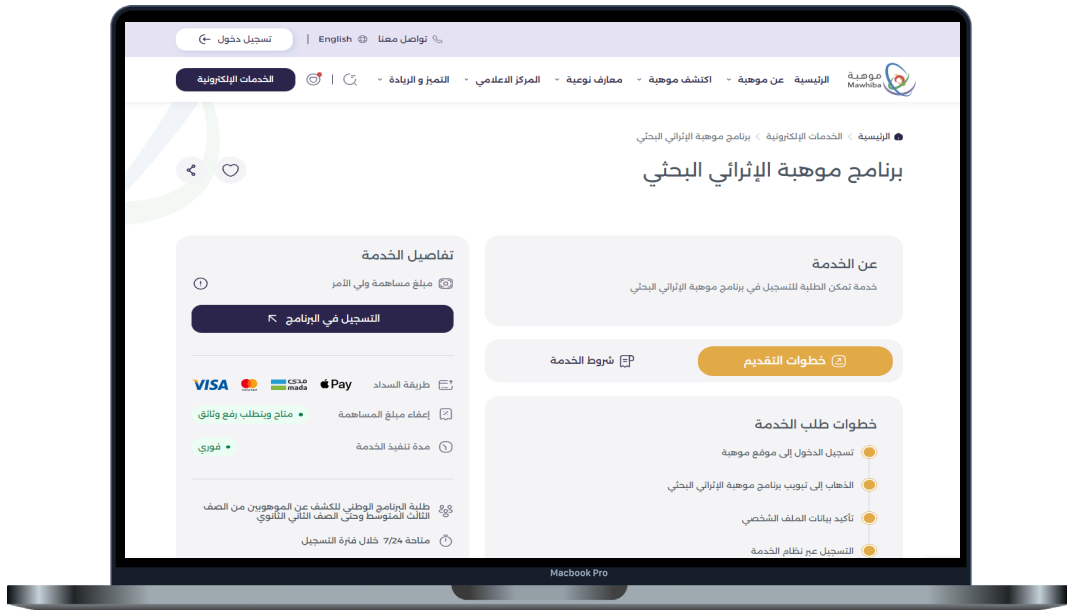 تواصل معنا
English
تسجيل دخول
موهبة
Mawhiba
الرئيسية
عن موهبة
اكتشف موهبة
معارف نوعية
المركز الاعلامي
التميز و الريادة
الخدمات الإلكترونية
الرئيسية > الخدمات الإلكترونية > برنامج موهبة الإثرائي البحثي
برنامج موهبة الإثرائي البحثي
عن الخدمة
خدمة تمكن الطلبة للتسجيل في برنامج موهبة الإثرائي البحثي
خطوات التقديم
شروط الخدمة
خطوات طلب الخدمة
تسجيل الدخول إلى موقع موهبة
الذهاب إلى تبويب برنامج موهبة الإثرائي البحثي
تأكيد بيانات الملف الشخصي
التسجيل عبر نظام الخدمة
تفاصيل الخدمة
مبلغ مساهمة ولي الأمر
التسجيل في البرنامج
طريقة السداد
Pay
مدى
mada
mastercard
VISA
إعفاء مبلغ المساهمة
متاح ويتطلب رفع وثائق
مدة تنفيذ الخدمة
فوري
طلبة البرنامج الوطني للكشف عن الموهوبين من الصف
الثالث المتوسط وحتى الصف الثاني الثانوي
متاحة 7/24 خلال فترة التسجيل
Macbook Pro